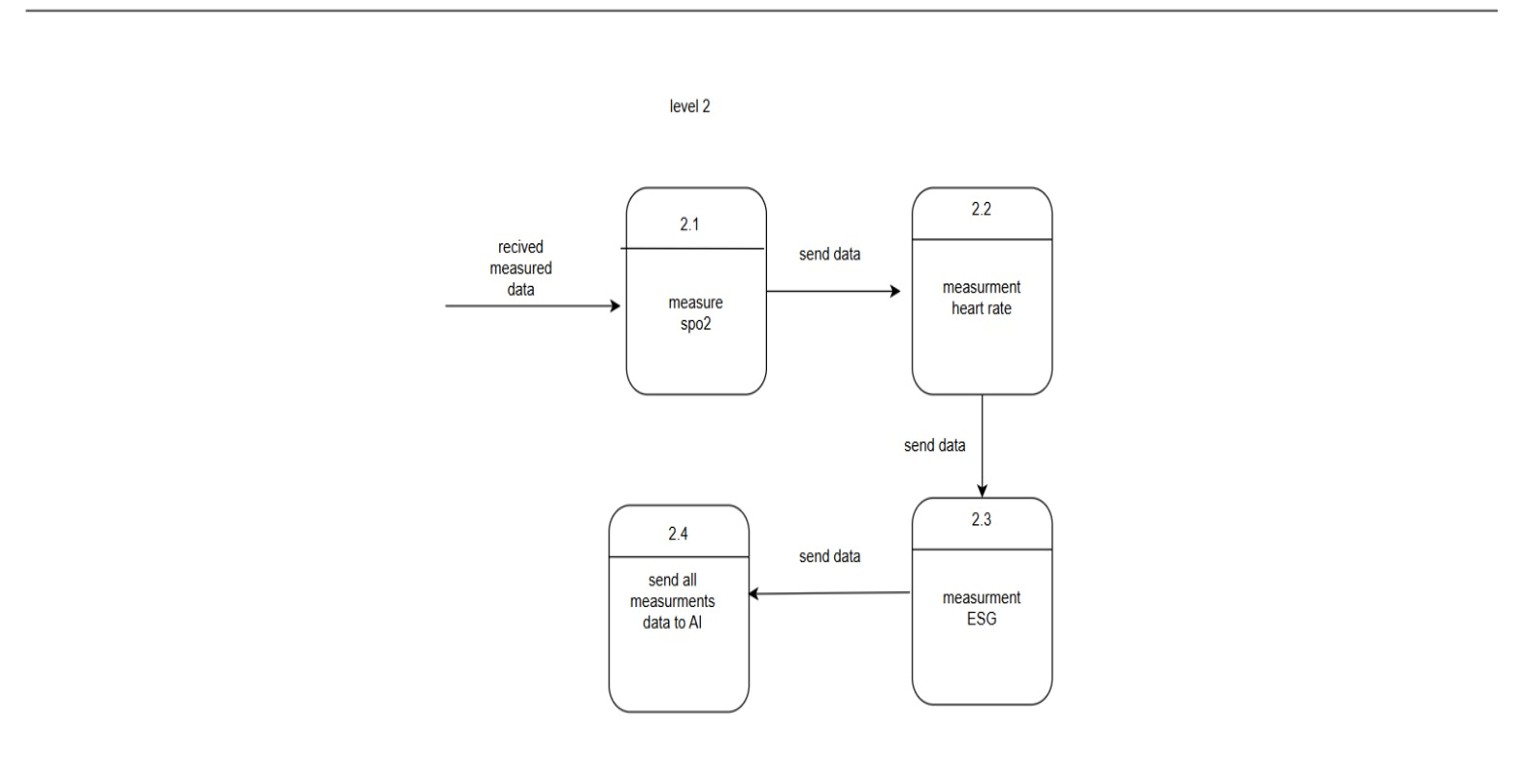 level 2
2.1
measure
spo2
recived
measured
data
send data
2.2
measurment
heart rate
send data
2.3
measurment
ESG
send data
2.4
send all
measurments
data to AI